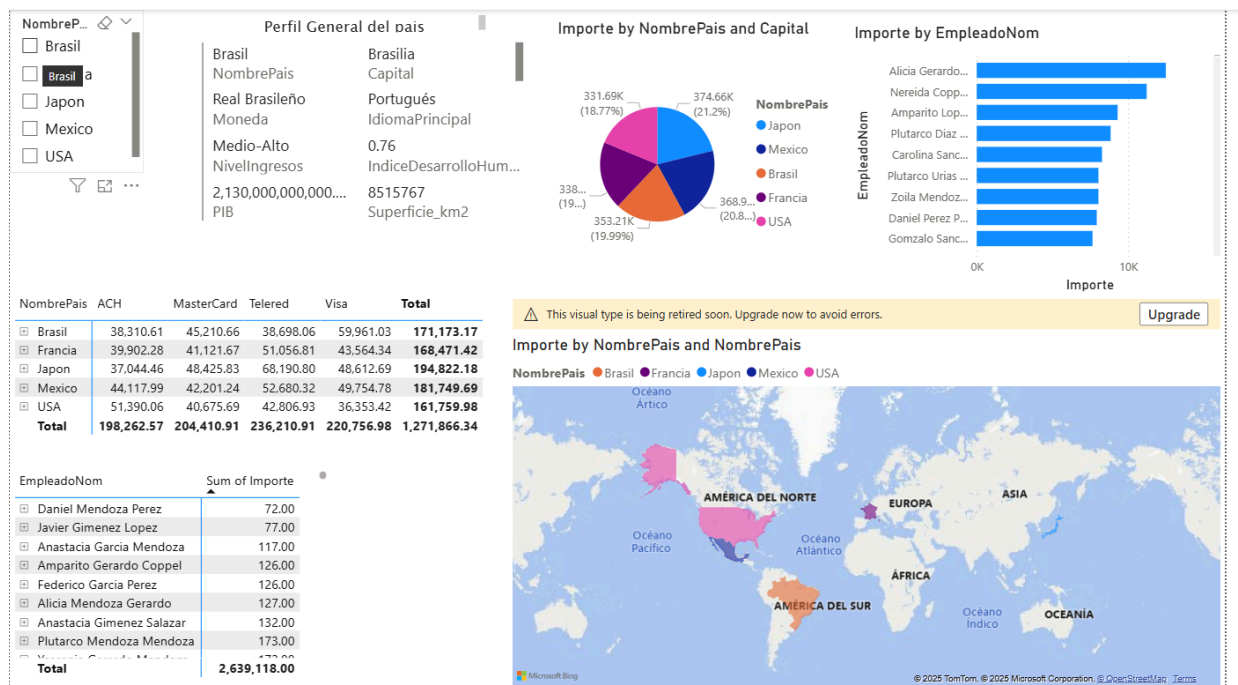 NombreP...
Brasil
Brasil a
Japon
Mexico
USA
Perfil General del pais
Brasil Brasilia
NombrePais Capital
Real Brasileño Portugués
Moneda IdiomaPrincipal
Medio-Alto 0.76
NivelIngresos IndiceDesarrolloHum...
2,130,000,000,000.... 8515767
PIB Superficie_km2
Importe by NombrePais and Capital
331.69K
(18.77%)
374.66K
(21.2%)
338...
(19...)
353.21K
(19.99%)
368.9...
(20.8...)
NombrePais
Japon
Mexico
Brasil
Francia
USA
Importe by EmpleadoNom
EmpleadoNom
Alicia Gerardo...
Nereida Copp...
Amparito Lop...
Plutarco Diaz ...
Carolina Sanc...
Plutarco Urias ...
Zoila Mendoz...
Daniel Perez P...
Gomzalo Sanc...
0K 10K
Importe
NombrePais ACH MasterCard Telered Visa Total
Brasil 38,310.61 45,210.66 38,698.06 59,961.03 171,173.17
Francia 39,902.28 41,121.67 51,056.81 43,564.34 168,471.42
Japon 37,044.46 48,425.83 68,190.80 48,612.69 194,822.18
Mexico 44,117.99 42,201.24 52,680.32 49,754.78 181,749.69
USA 51,390.06 40,675.69 42,806.93 36,353.42 161,759.98
Total 198,262.57 204,410.91 236,210.91 220,756.98 1,271,866.34
This visual type is being retired soon. Upgrade now to avoid errors. Upgrade
Importe by NombrePais and NombrePais
NombrePais Brasil Francia Japon Mexico USA
Océano
Ártico
AMÉRICA DEL NORTE
EUROPA
ASIA
Océano
Pacífico
Océano
Atlántico
ÁFRICA
AMÉRICA DEL SUR
Océano
Índico
OCEANÍA
Microsoft Bing
© 2025 TomTom, © 2025 Microsoft Corporation, © OpenStreetMap Terms
EmpleadoNom Sum of Importe
Daniel Mendoza Perez 72.00
Javier Gimenez Lopez 77.00
Anastacia Garcia Mendoza 117.00
Amparito Gerardo Coppel 126.00
Federico Garcia Perez 126.00
Alicia Mendoza Gerardo 127.00
Anastacia Gimenez Salazar 132.00
Plutarco Mendoza Mendoza 173.00
Total 2,639,118.00